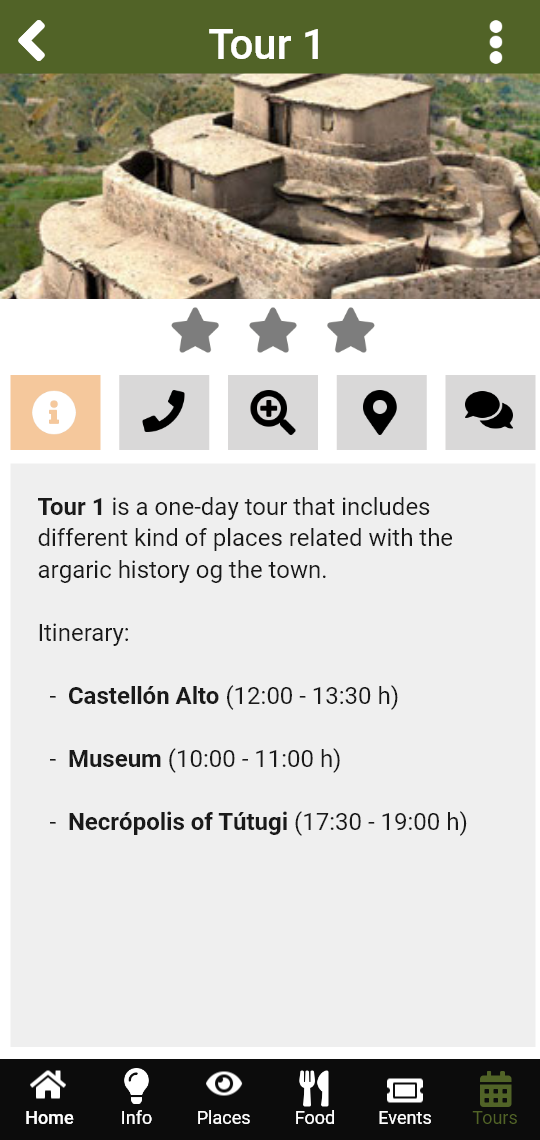 Tour 1
Tour 1 is a one-day tour that includes
different kind of places related with the
argaric history og the town.
Itinerary:
- Castellón Alto (12:00 - 13:30 h)
- Museum (10:00 - 11:00 h)
- Necrópolis of Tútugi (17:30 - 19:00 h)
Home Info Places Food Events Tours